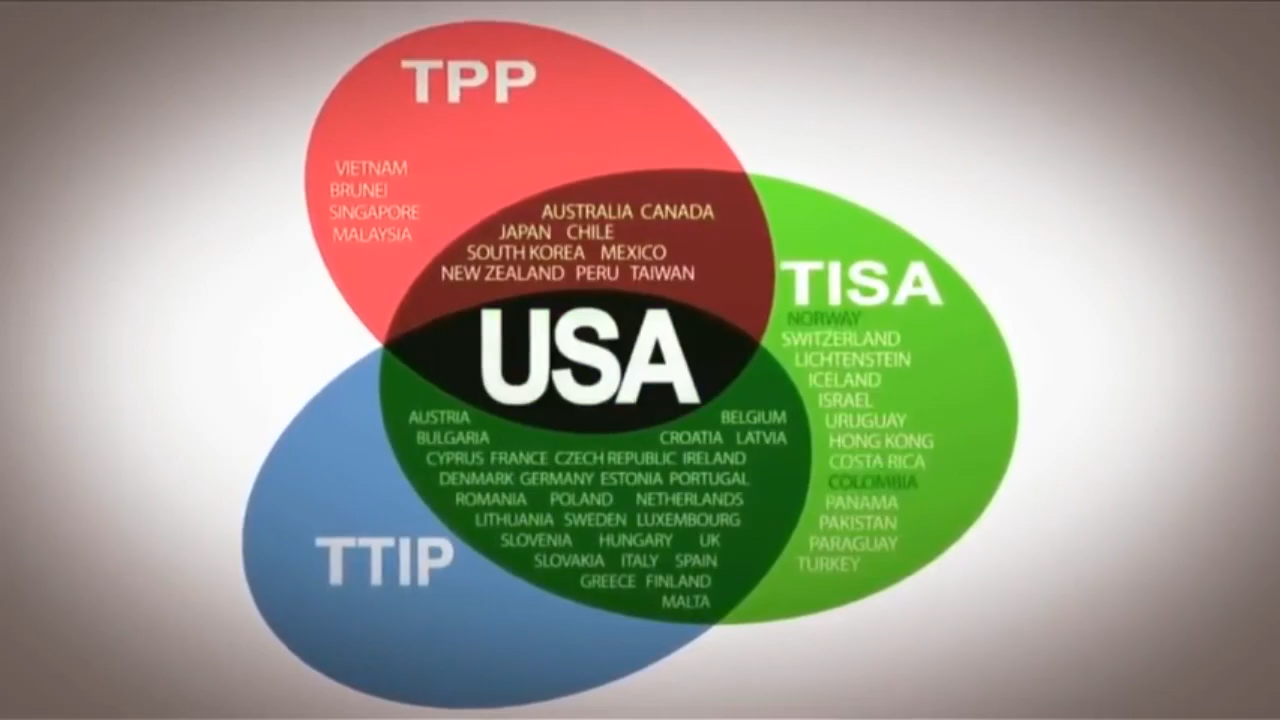 TPP
VIETNAM
BRUNEI
SINGAPORE
MALAYSIA
AUSTRALIA CANADA
JAPAN CHILE
SOUTH KOREA MEXICO
NEW ZEALAND PERU TAIWAN
TISA
NORWAY
SWITZERLAND
LICHTENSTEIN
ICELAND
ISRAEL
URUGUAY
HONG KONG
COSTA RICA
COLOMBIA
PANAMA
PAKISTAN
PARAGUAY
TURKEY
USA
AUSTRIA BELGIUM
BULGARIA CROATIA LATVIA
CYPRUS FRANCE CZECH REPUBLIC IRELAND
DENMARK GERMANY ESTONIA PORTUGAL
ROMANIA POLAND NETHERLANDS
LITHUANIA SWEDEN LUXEMBOURG
SLOVENIA HUNGARY UK
SLOVAKIA ITALY SPAIN
GREECE FINLAND
MALTA
TTIP